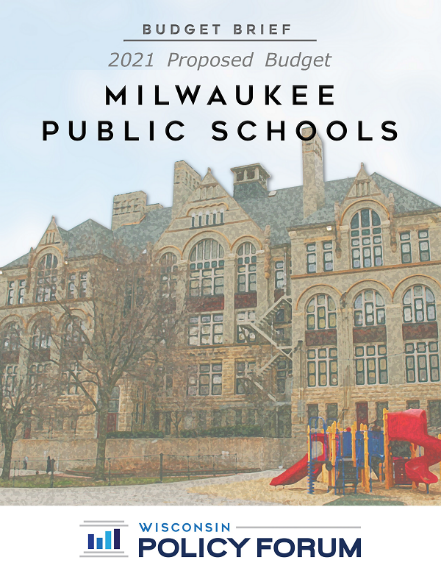 BUDGET BRIEF
2021 Proposed Budget
MILWAUKEE
PUBLIC SCHOOLS
WISCONSIN
POLICY FORUM